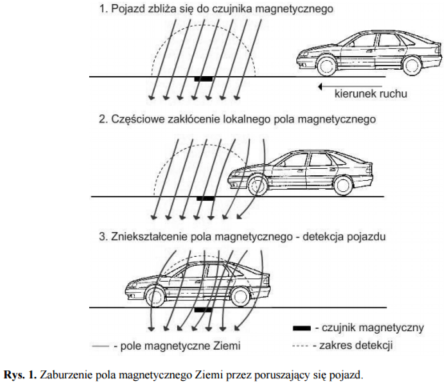 1. Pojazd zbliża się do czujnika magnetycznego
kierunek ruchu
2. Częściowe zakłócenie lokalnego pola magnetycznego
3. Zniekształcenie pola magnetycznego - detekcja pojazdu
- czujnik magnetyczny
- pole magnetyczne Ziemi
- zakres detekcji
Rys. 1. Zaburzenie pola magnetycznego Ziemi przez poruszający się pojazd.